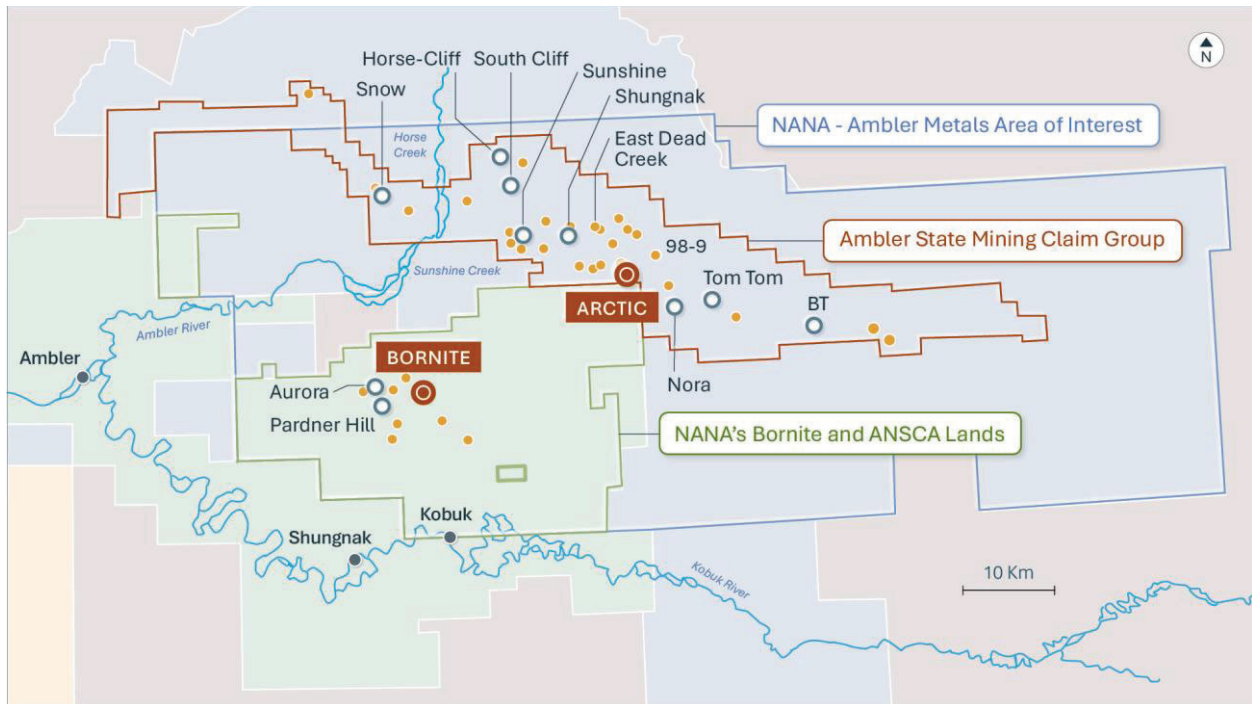 N
Horse-Cliff
South Cliff
Sunshine
Shungnak
Snow
East Dead
Creek
NANA - Ambler Metals Area of Interest
Horse
Creek
98-9
Ambler State Mining Claim Group
Sunshine Creek
Tom Tom
BT
ARCTIC
Ambler River
Ambler
BORNITE
Aurora
Nora
Pardner Hill
NANA's Bornite and ANSCA Lands
Kobuk
Shungnak
Kobuk River
10 Km